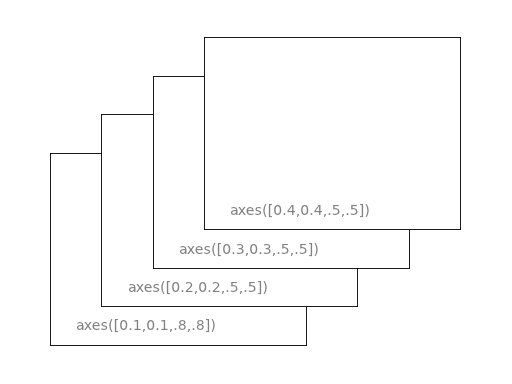 axes([0.4,0.4,.5,.5])
axes([0.3,0.3,.5,.5])
axes([0.2,0.2,.5,.5])
axes([0.1,0.1,.8,.8])